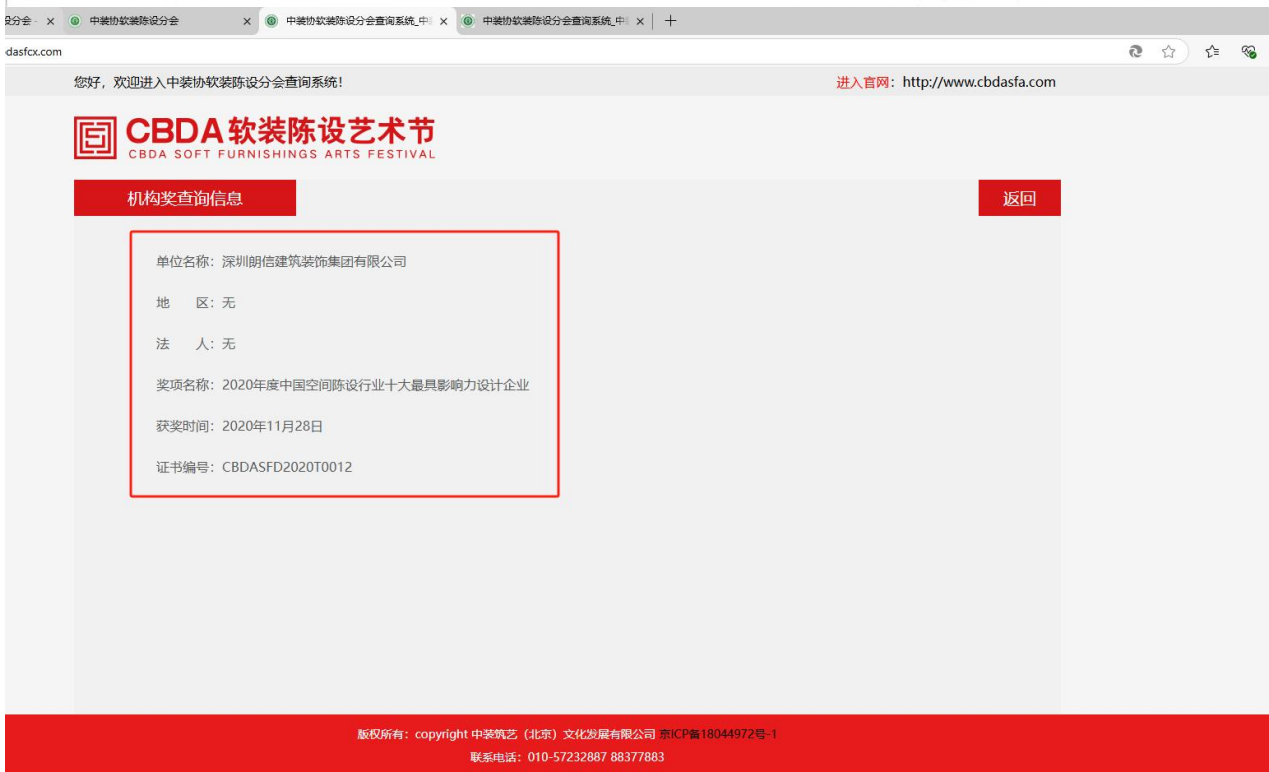 设分会 - 中装协软装陈设分会 中装协软装陈设分会查询系统_中 中装协软装陈设分会查询系统_中
dasfcx.com
您好，欢迎进入中装协软装陈设分会查询系统！ 进入官网：http://www.cbdasfa.com
CBDA软装陈设艺术节
CBDA SOFT FURNISHINGS ARTS FESTIVAL
机构奖查询信息 返回
单位名称：深圳朗信建筑装饰集团有限公司
地 区：无
法 人：无
奖项名称：2020年度中国空间陈设行业十大最具影响力设计企业
获奖时间：2020年11月28日
证书编号：CBDASFD2020T0012
版权所有：copyright 中装筑艺（北京）文化发展有限公司 京ICP备18044972号-1
联系电话：010-57232887 88377883